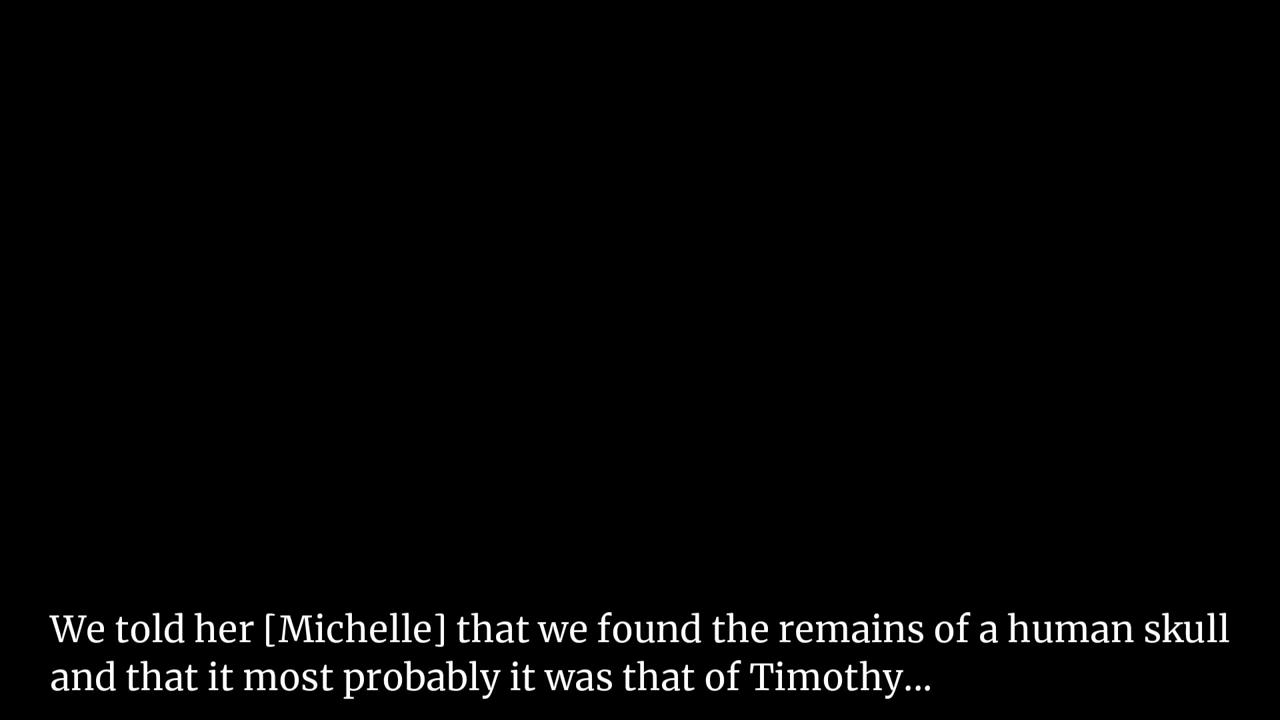 We told her [Michelle] that we found the remains of a human skull
and that it most probably it was that of Timothy...